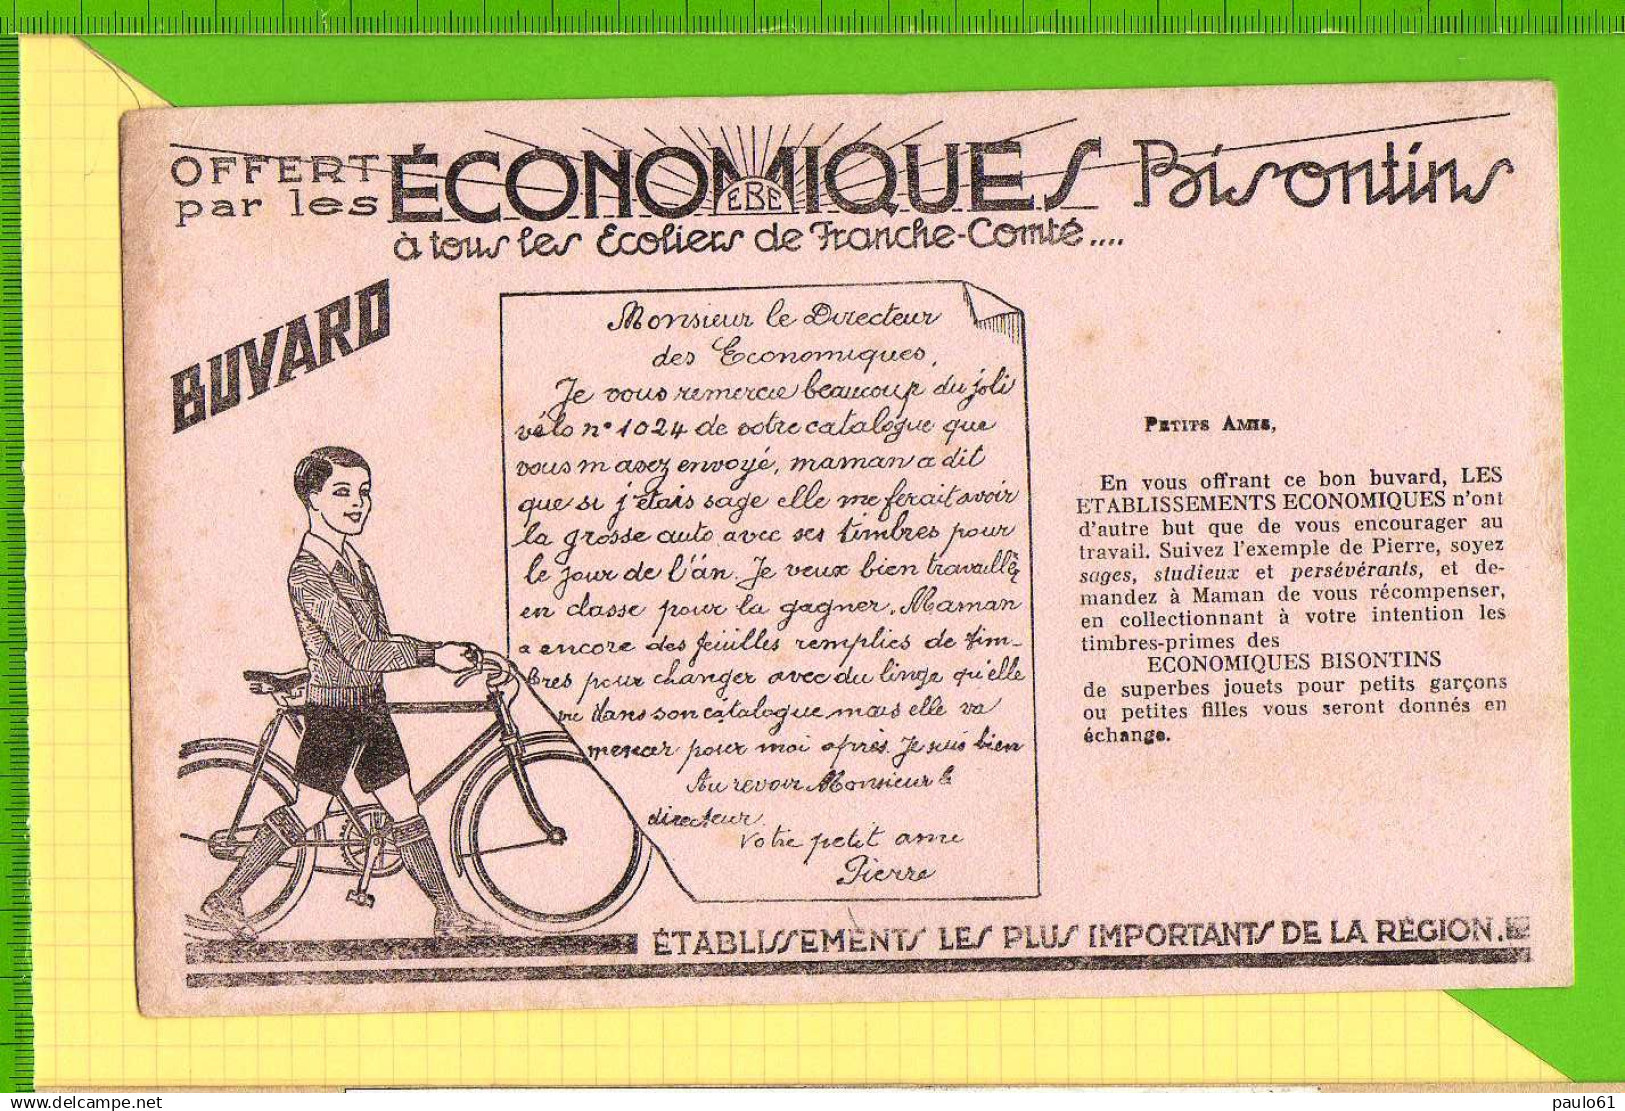 OFFERT par les ÉCONOMIQUES Bisontins
EBE
à tous les Ecoliers de Franche-Comté....
BUVARD
Monsieur le Directeur
des Economiques,
Je vous remercie beaucoup du joli
vélo n° 1024 de votre catalogue que
vous m avez envoyé, maman a dit
que si j'étais sage elle me ferait avoir
la grosse auto avec ses timbres pour
le jour de l'an. Je veux bien travailler
en classe pour la gagner. Maman
a encore des feuilles remplies de tim-
bres pour changer avec du linge qu'elle
dans son catalogue mais elle va
pour moi après. Je suis bien
Au revoir Monsieur le
directeur.
Votre petit ami
Pierre
PETITS AMIS,
En vous offrant ce bon buvard, LES
ETABLISSEMENTS ECONOMIQUES n'ont
d'autre but que de vous encourager au
travail. Suivez l'exemple de Pierre, soyez
sages, studieux et persévérants, et de-
mandez à Maman de vous récompenser,
en collectionnant à votre intention les
timbres-primes des
ECONOMIQUES BISONTINS
de superbes jouets pour petits garçons
ou petites filles vous seront donnés en
échange.
ÉTABLISSEMENTS LES PLUS IMPORTANTS DE LA RÉGION.
delcampe.net
paulo61